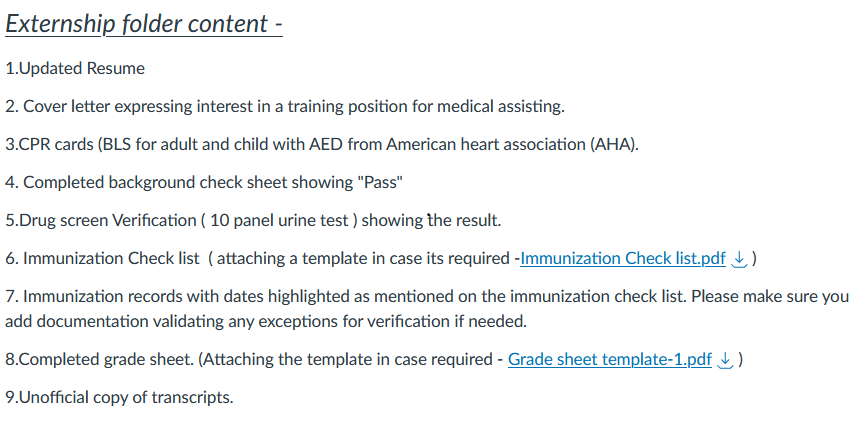 Externship folder content -
1.Updated Resume
2. Cover letter expressing interest in a training position for medical assisting.
3.CPR cards (BLS for adult and child with AED from American heart association (AHA).
4. Completed background check sheet showing "Pass"
5.Drug screen Verification ( 10 panel urine test ) showing the result.
6. Immunization Check list  ( attaching a template in case its required -Immunization Check list.pdf )
7. Immunization records with dates highlighted as mentioned on the immunization check list. Please make sure you
add documentation validating any exceptions for verification if needed.
8.Completed grade sheet. (Attaching the template in case required - Grade sheet template-1.pdf )
9.Unofficial copy of transcripts.